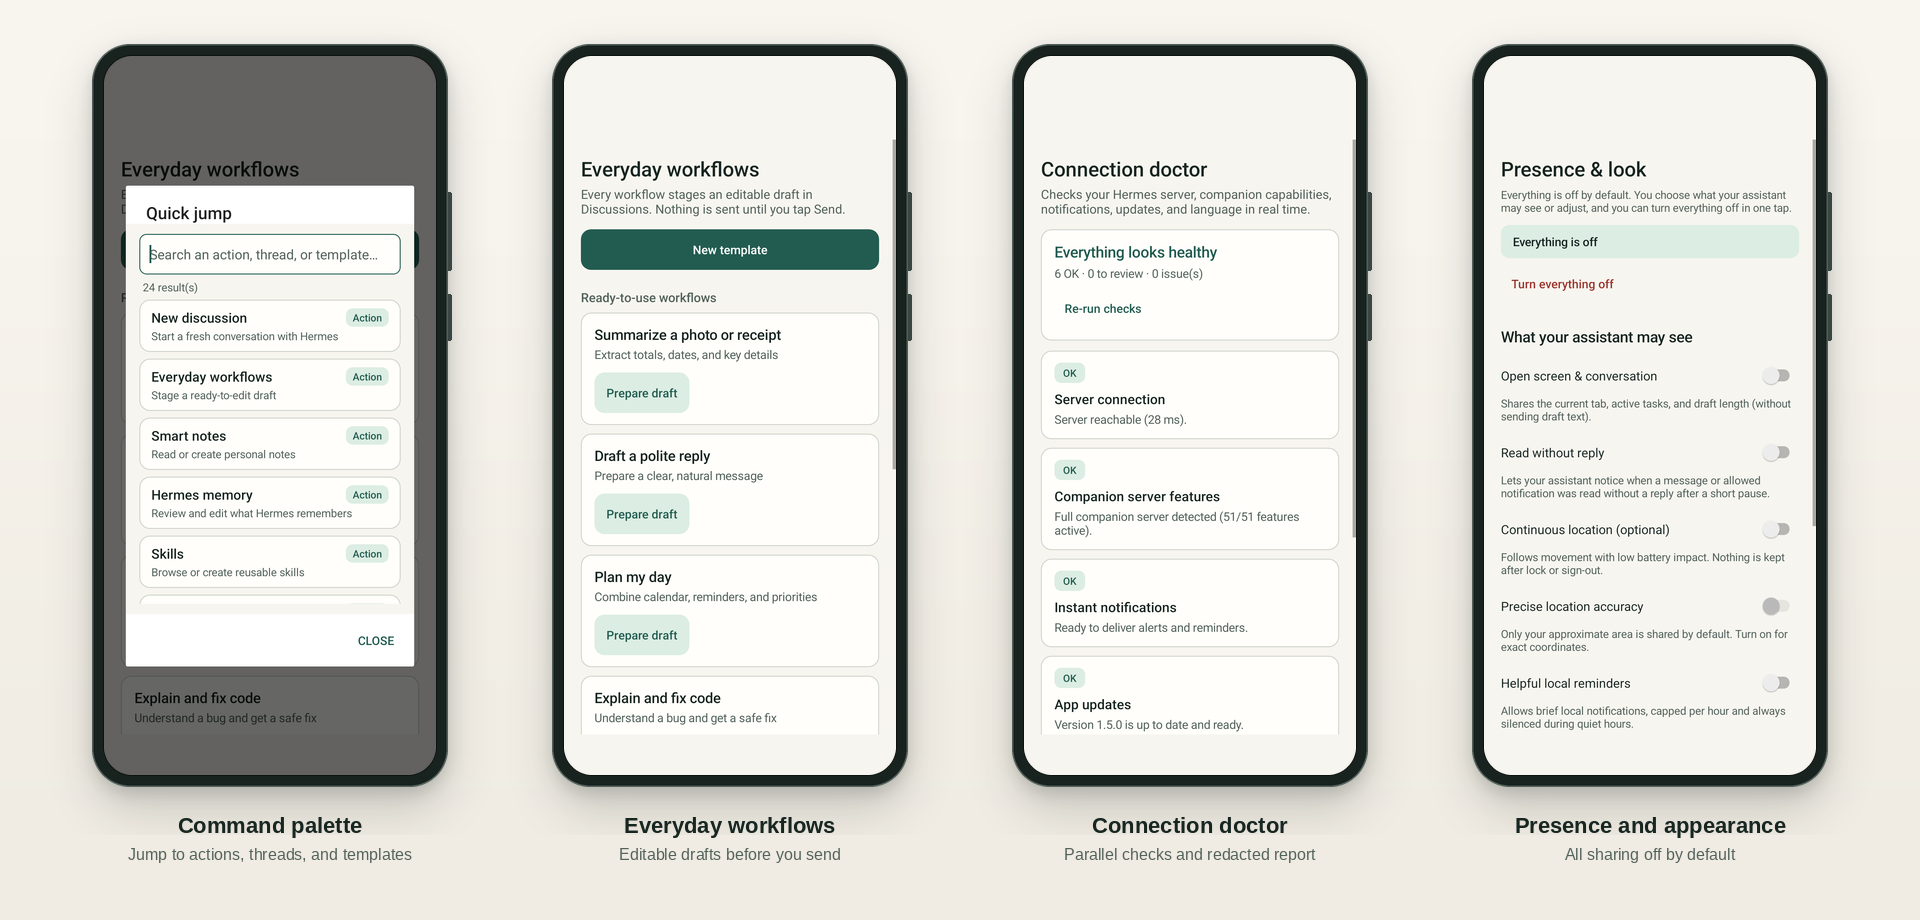 Everyday workflows
Quick jump
Search an action, thread, or template...
24 result(s)
New discussion
Action
Start a fresh conversation with Hermes
Everyday workflows
Action
Stage a ready-to-edit draft
Smart notes
Action
Read or create personal notes
Hermes memory
Action
Review and edit what Hermes remembers
Skills
Action
Browse or create reusable skills
CLOSE
Explain and fix code
Understand a bug and get a safe fix
Command palette
Jump to actions, threads, and templates
Everyday workflows
Every workflow stages an editable draft in
Discussions. Nothing is sent until you tap Send.
New template
Ready-to-use workflows
Summarize a photo or receipt
Extract totals, dates, and key details
Prepare draft
Draft a polite reply
Prepare a clear, natural message
Prepare draft
Plan my day
Combine calendar, reminders, and priorities
Prepare draft
Explain and fix code
Understand a bug and get a safe fix
Everyday workflows
Editable drafts before you send
Connection doctor
Checks your Hermes server, companion capabilities,
notifications, updates, and language in real time.
Everything looks healthy
6 OK · 0 to review · 0 issue(s)
Re-run checks
OK
Server connection
Server reachable (28 ms).
OK
Companion server features
Full companion server detected (51/51 features
active).
OK
Instant notifications
Ready to deliver alerts and reminders.
OK
App updates
Version 1.5.0 is up to date and ready.
Connection doctor
Parallel checks and redacted report
Presence & look
Everything is off by default. You choose what your assistant
may see or adjust, and you can turn everything off in one tap.
Everything is off
Turn everything off
What your assistant may see
Open screen & conversation
Shares the current tab, active tasks, and draft length (without
sending draft text).
Read without reply
Lets your assistant notice when a message or allowed
notification was read without a reply after a short pause.
Continuous location (optional)
Follows movement with low battery impact. Nothing is kept
after lock or sign-out.
Precise location accuracy
Only your approximate area is shared by default. Turn on for
exact coordinates.
Helpful local reminders
Allows brief local notifications, capped per hour and always
silenced during quiet hours.
Presence and appearance
All sharing off by default